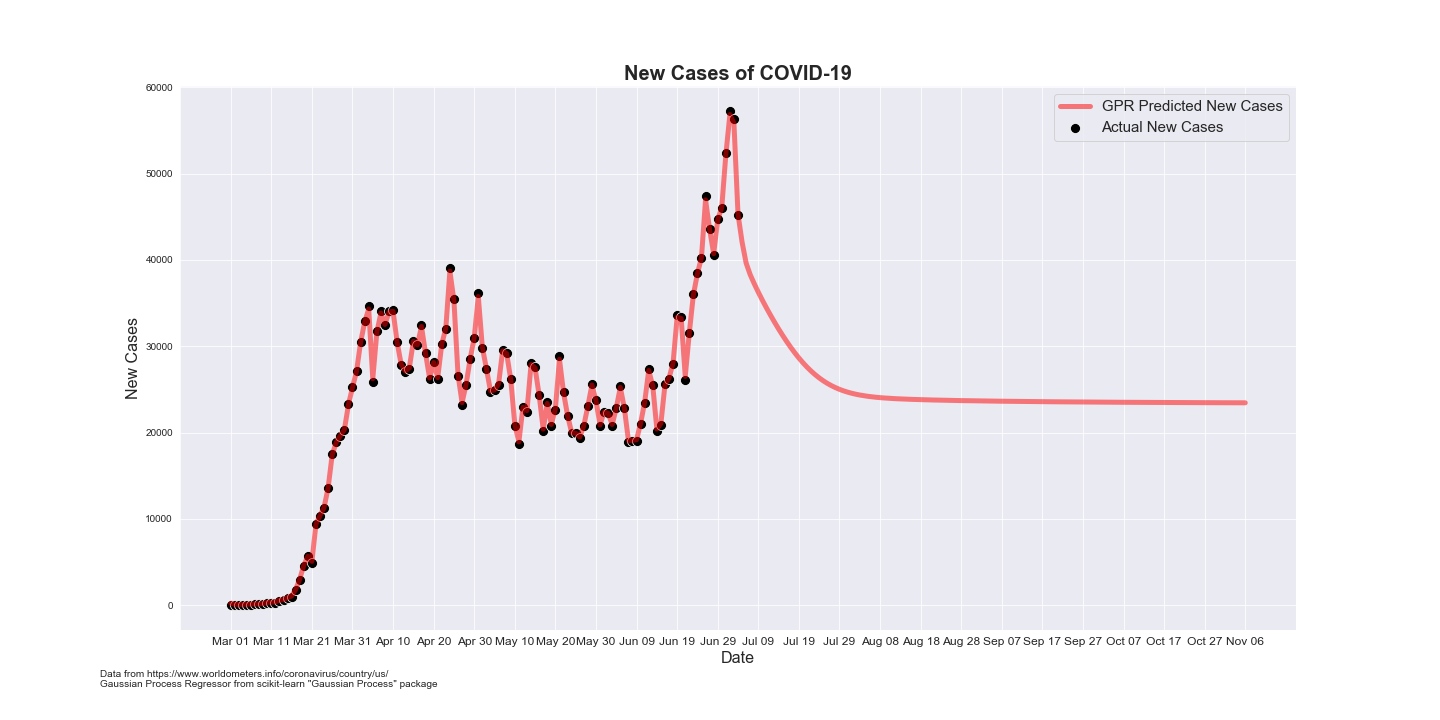 New Cases of COVID-19
GPR Predicted New Cases
Actual New Cases
60000
50000
40000
30000
20000
10000
0
New Cases
Mar 01 Mar 11 Mar 21 Mar 31 Apr 10 Apr 20 Apr 30 May 10 May 20 May 30 Jun 09 Jun 19 Jun 29 Jul 09 Jul 19 Jul 29 Aug 08 Aug 18 Aug 28 Sep 07 Sep 17 Sep 27 Oct 07 Oct 17 Oct 27 Nov 06
Date
Data from https://www.worldometers.info/coronavirus/country/us/
Gaussian Process Regressor from scikit-learn "Gaussian Process" package